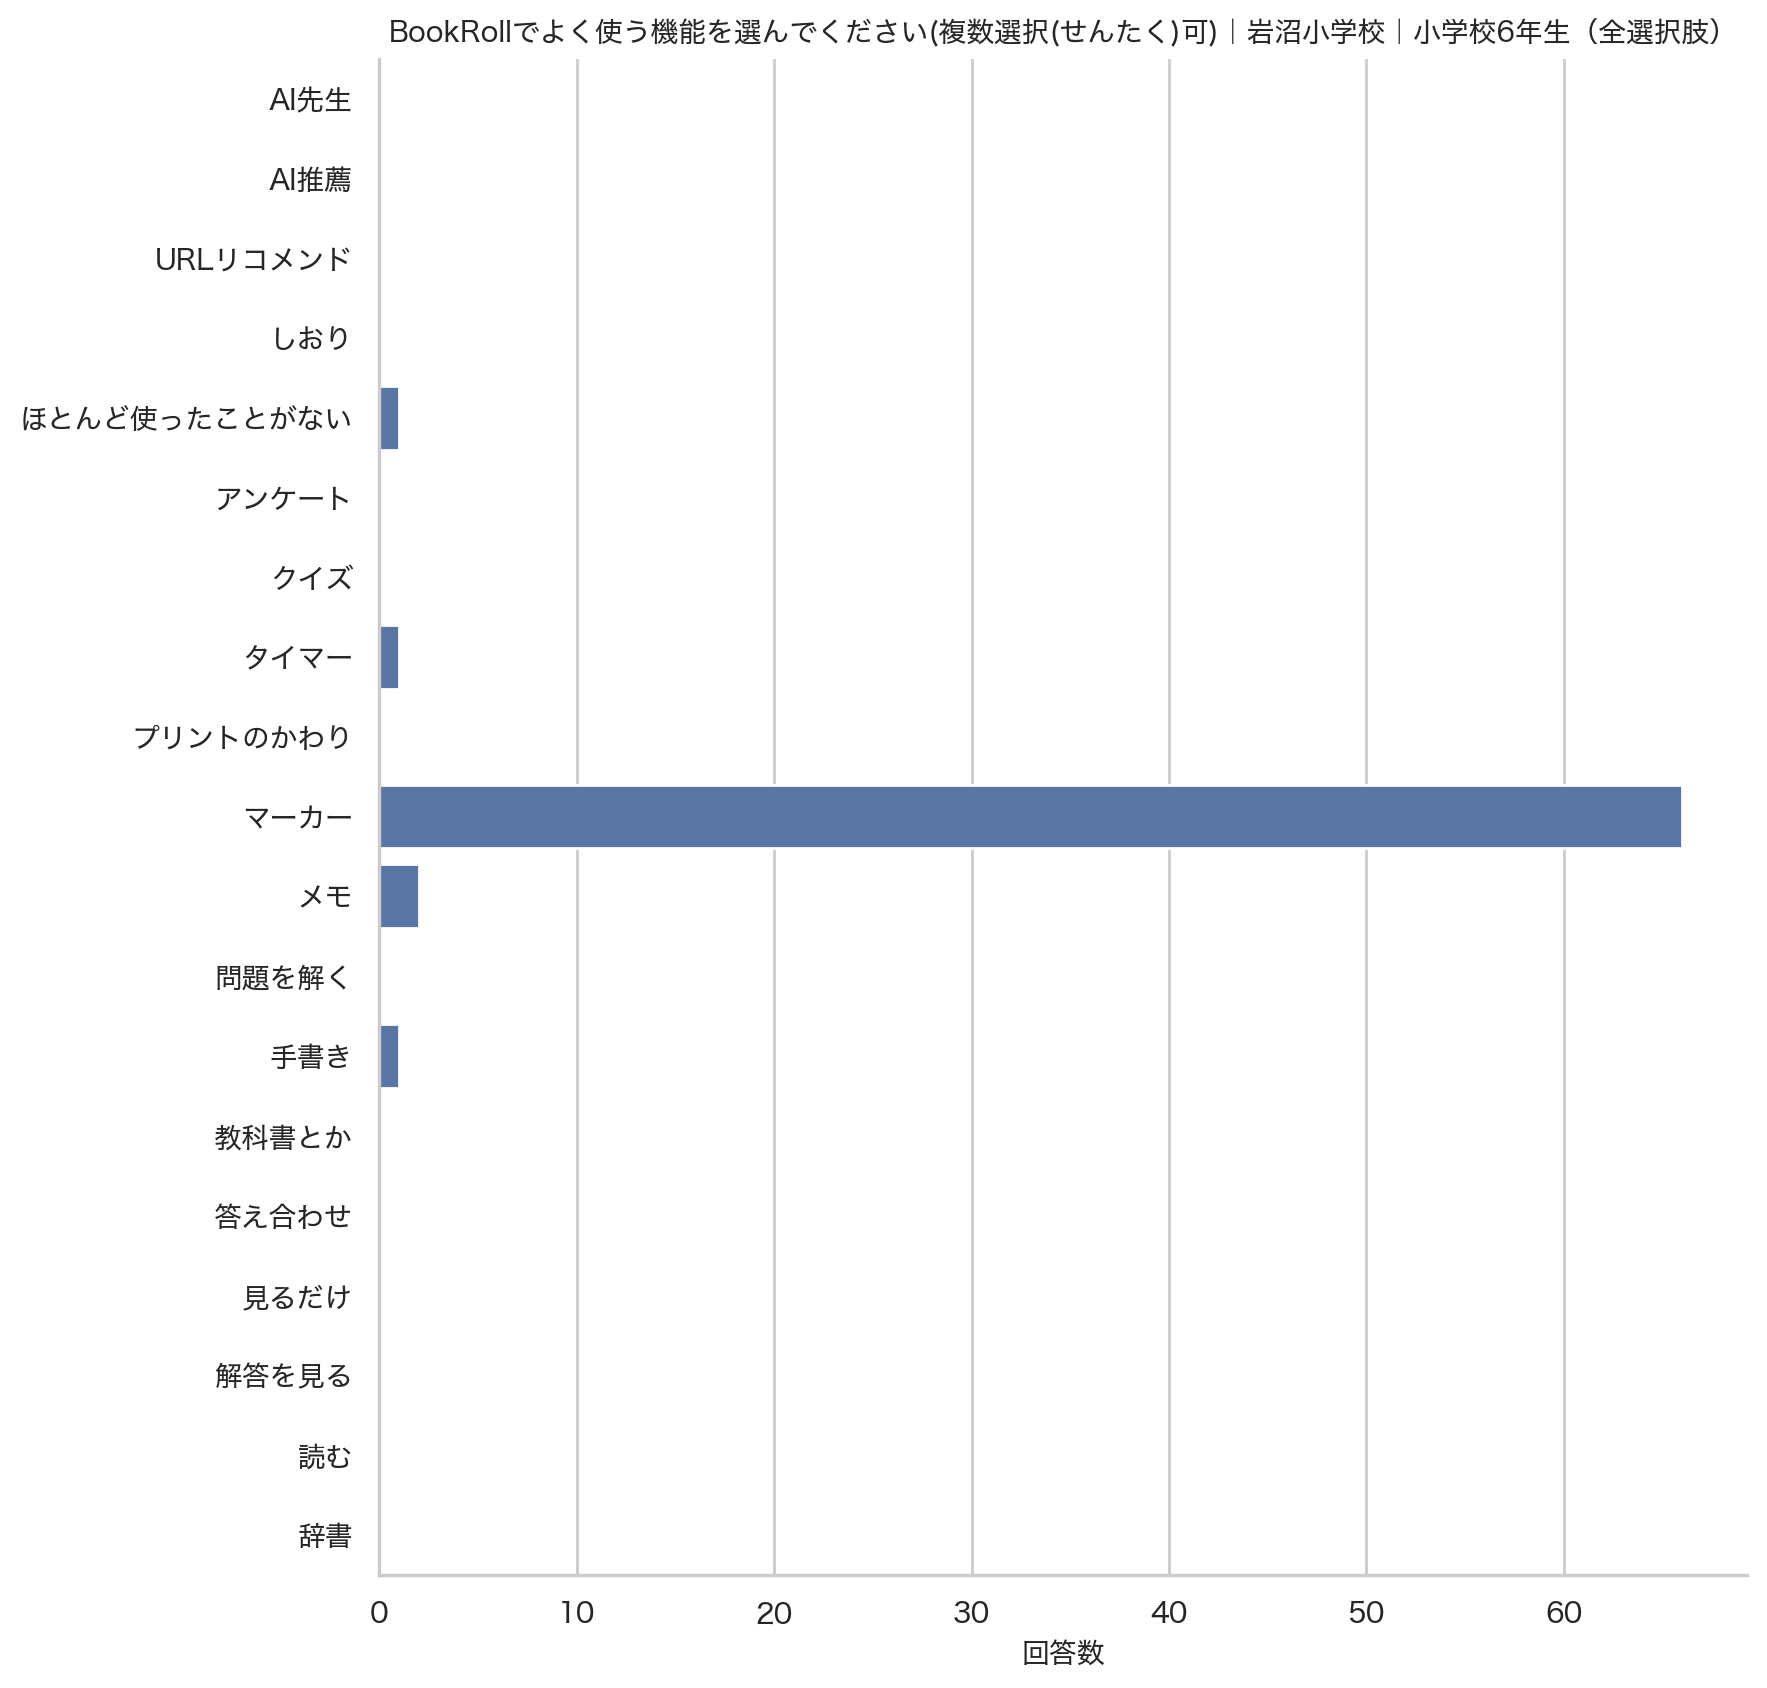 BookRollでよく使う機能を選んでください(複数選択(せんたく)可)｜岩沼小学校｜小学校6年生（全選択肢）
AI先生
AI推薦
URLリコメンド
しおり
ほとんど使ったことがない
アンケート
クイズ
タイマー
プリントのかわり
マーカー
メモ
問題を解く
手書き
教科書とか
答え合わせ
見るだけ
解答を見る
読む
辞書
0 10 20 30 40 50 60
回答数